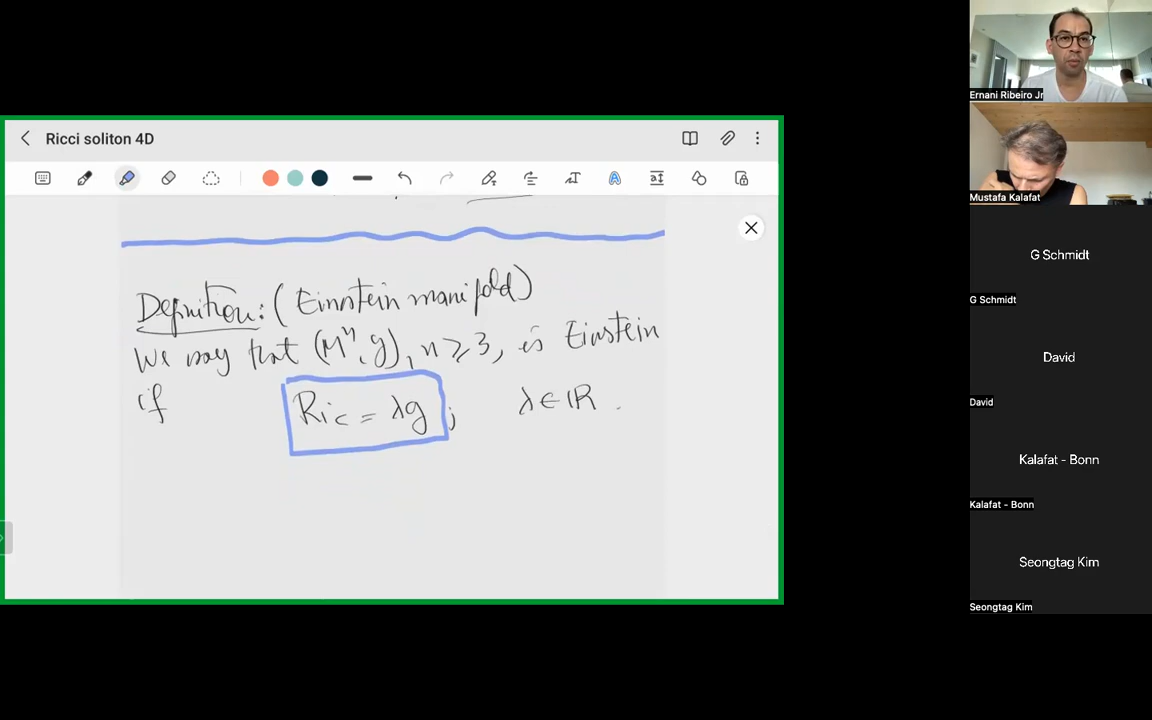 Ricci soliton 4D
Definition: (Einstein manifold)
We say that (Mⁿ, g), n ≥ 3, is Einstein
if Ric = λg ; λ ∈ ℝ .
Ernani Ribeiro Jr
Mustafa Kalafat
G Schmidt
G Schmidt
David
David
Kalafat - Bonn
Kalafat - Bonn
Seongtag Kim
Seongtag Kim